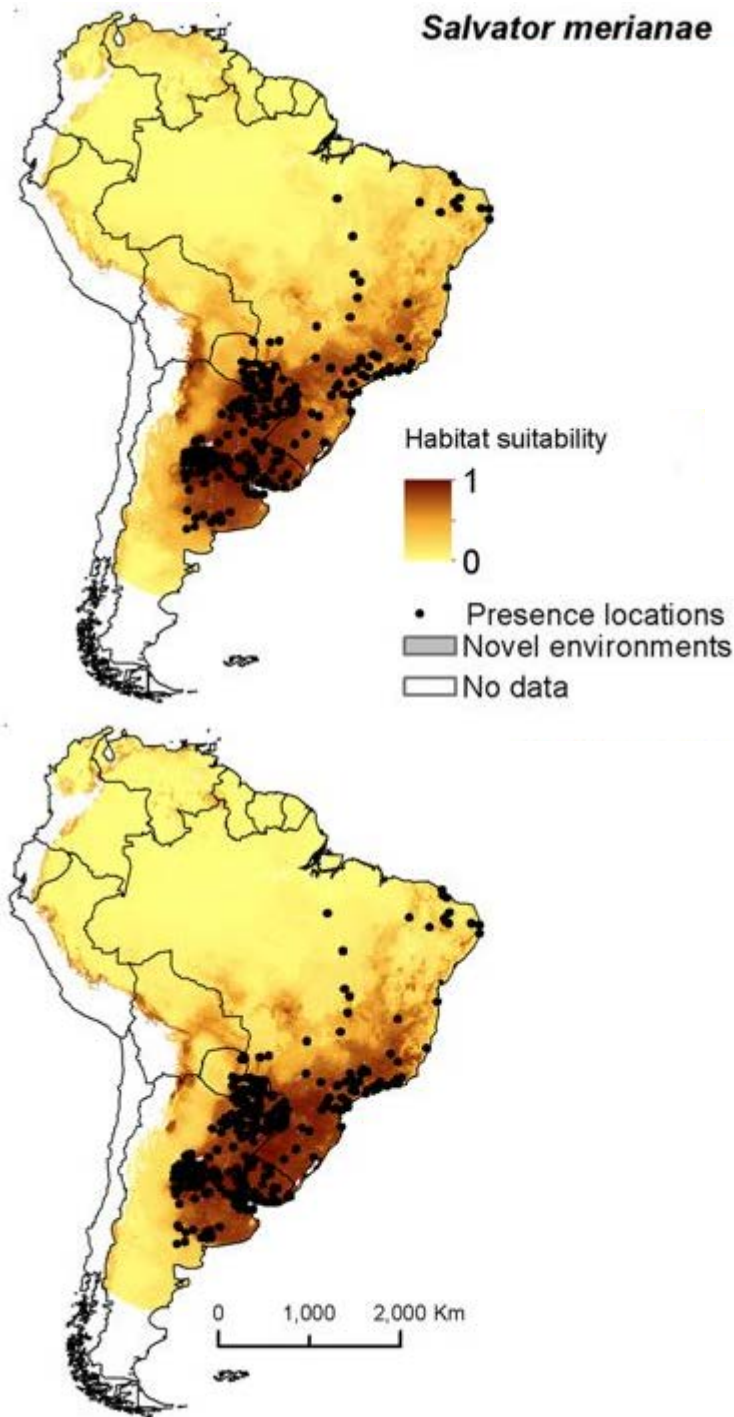 Salvator merianae
Habitat suitability
1
0
Presence locations
Novel environments
No data
0 1,000 2,000 Km